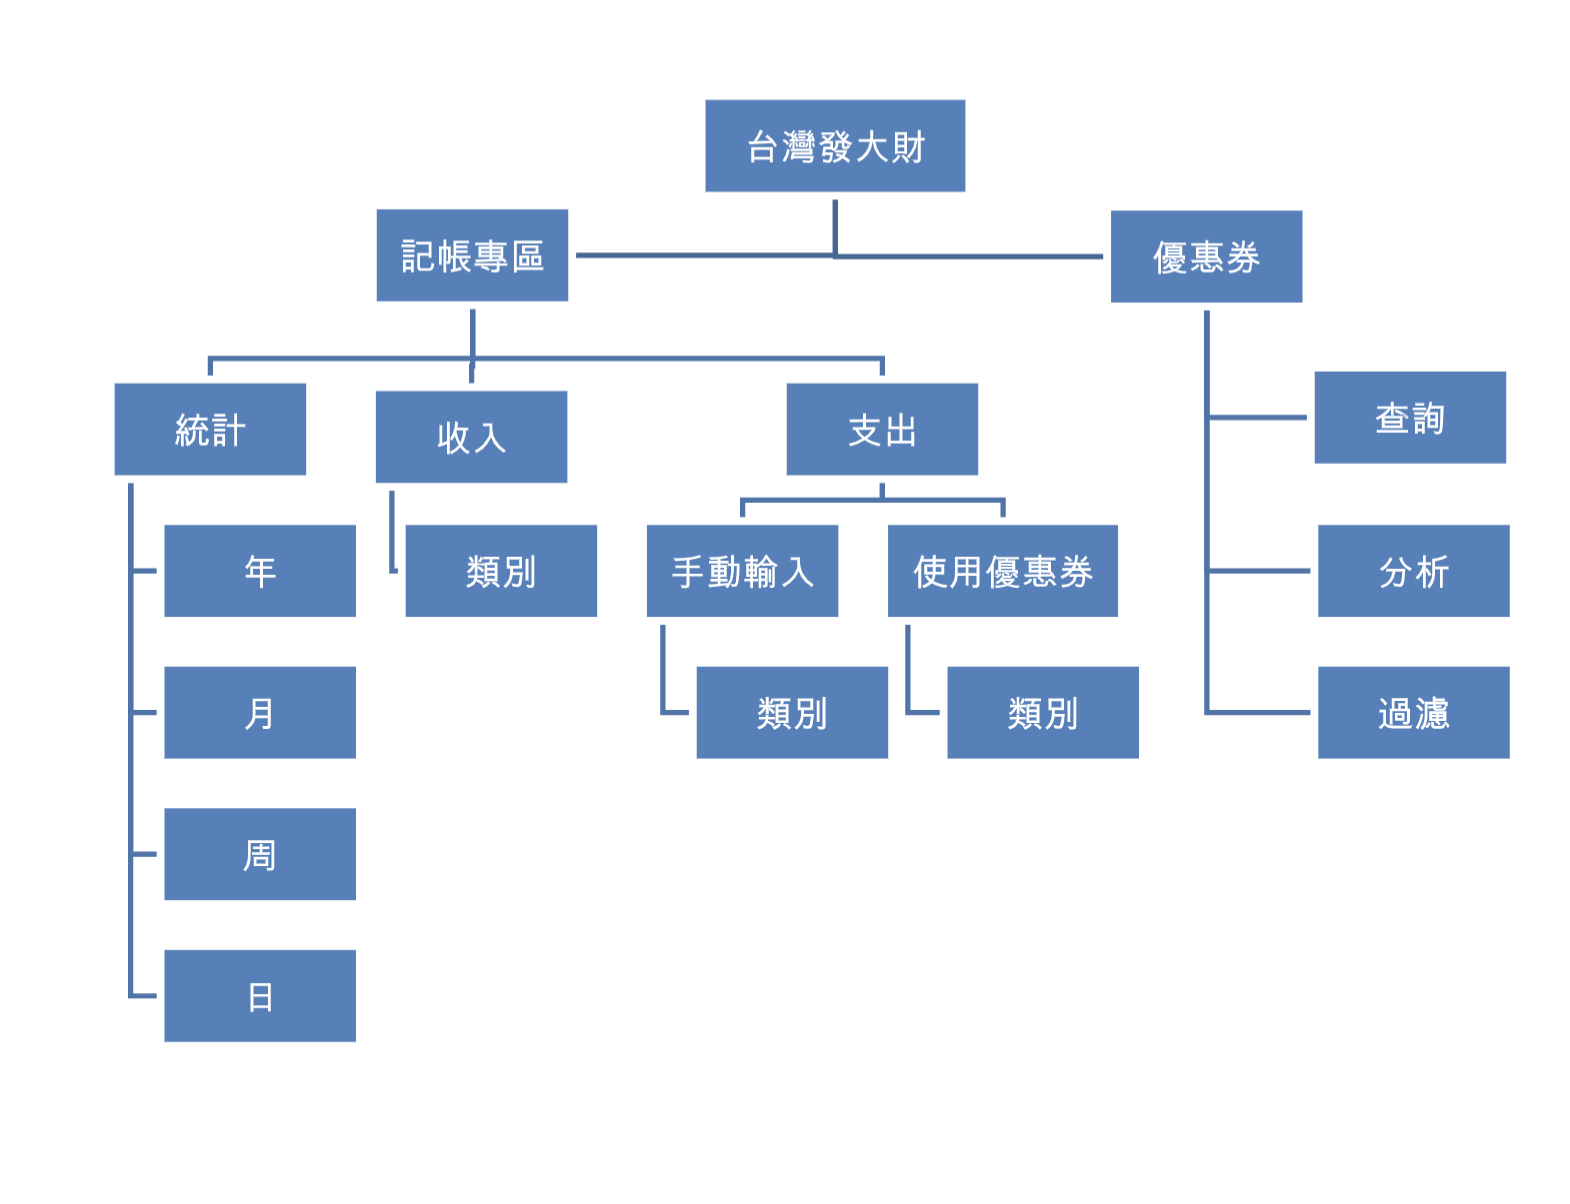 台灣發大財
記帳專區
優惠券
統計
收入
支出
查詢
年
類別
手動輸入
使用優惠券
分析
月
類別
類別
過濾
周
日